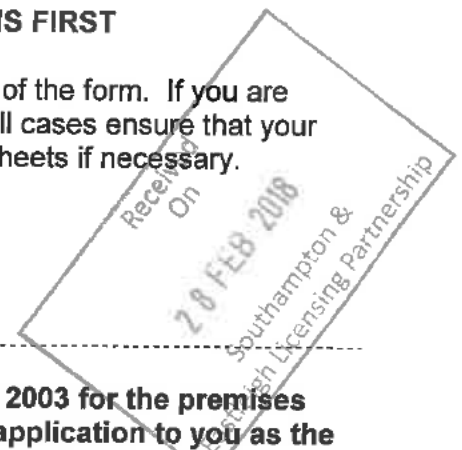 'S FIRST
of the form. If you are
ll cases ensure that your
heets if necessary.
Received
On
28 FEB 2018
Southampton &
Eastleigh Licensing Partnership
2003 for the premises
application to you as the